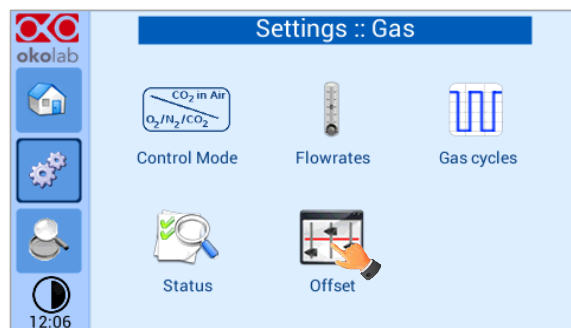 Settings :: Gas
okolab
CO2 in Air
O2/N2/CO2
Control Mode
Flowrates
Gas cycles
Status
Offset
12:06